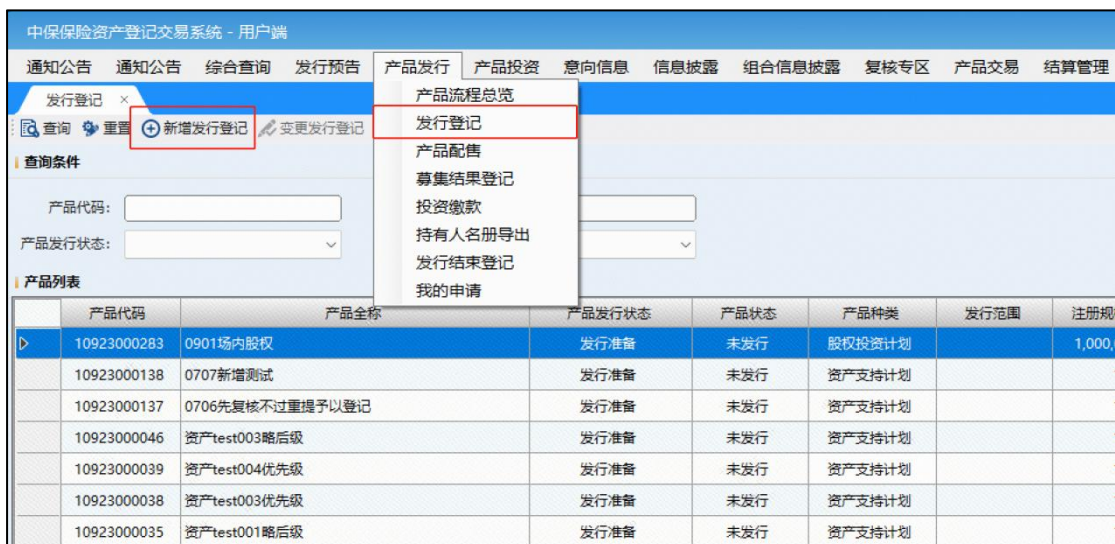 中保保险资产登记交易系统 - 用户端
通知公告 通知公告 综合查询 发行预告 产品发行 产品投资 意向信息 信息披露 组合信息披露 复核专区 产品交易 结算管理
发行登记 ×
查询 重置 新增发行登记 变更发行登记
产品流程总览
发行登记
产品配售
募集结果登记
投资缴款
持有人名册导出
发行结束登记
我的申请
查询条件
产品代码:
产品发行状态:
产品列表
产品代码 产品全称 产品发行状态 产品状态 产品种类 发行范围 注册规
10923000283 0901场内股权 发行准备 未发行 股权投资计划 1,000,
10923000138 0707新增测试 发行准备 未发行 资产支持计划
10923000137 0706先复核不过重提予以登记 发行准备 未发行 资产支持计划
10923000046 资产test003略后级 发行准备 未发行 资产支持计划
10923000039 资产test004优先级 发行准备 未发行 资产支持计划
10923000038 资产test003优先级 发行准备 未发行 资产支持计划
10923000035 资产test001略后级 发行准备 未发行 资产支持计划